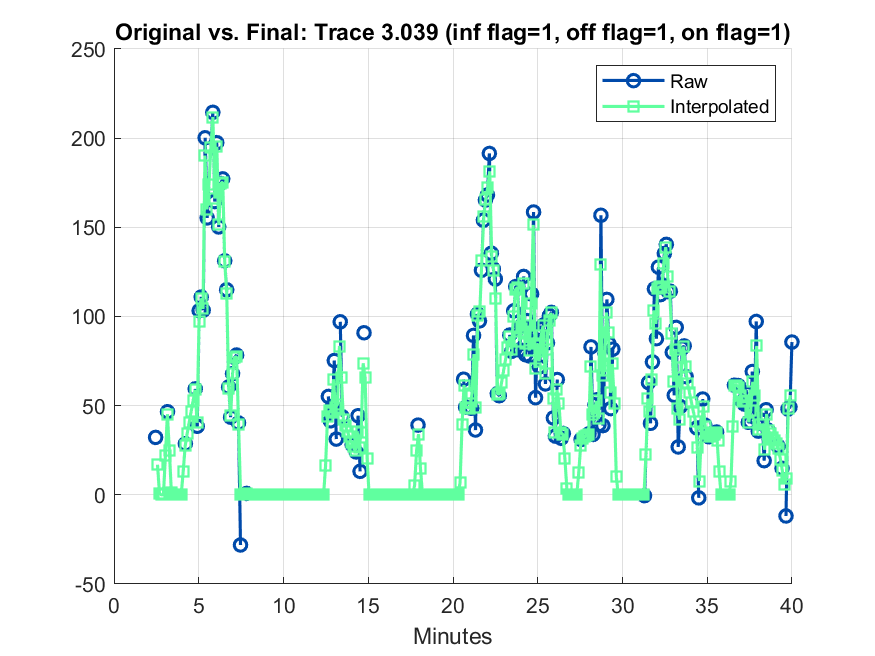 Original vs. Final: Trace 3.039 (inf flag=1, off flag=1, on flag=1)
250
200
150
100
50
0
-50
Raw
Interpolated
0 5 10 15 20 25 30 35 40
Minutes